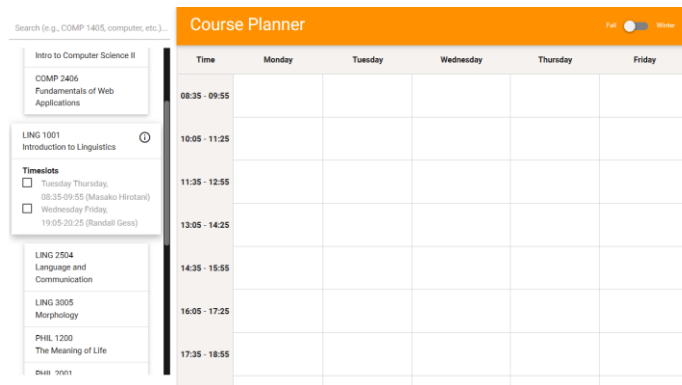 Search (e.g., COMP 1405, computer, etc.)...
Intro to Computer Science II
COMP 2406
Fundamentals of Web
Applications
LING 1001
Introduction to Linguistics
Timeslots
Tuesday Thursday,
08:35-09:55 (Masako Hirotani)
Wednesday Friday,
19:05-20:25 (Randall Gess)
LING 2504
Language and
Communication
LING 3005
Morphology
PHIL 1200
The Meaning of Life
PHIL 2001
Course Planner
Fall Winter
Time Monday Tuesday Wednesday Thursday Friday
08:35 - 09:55
10:05 - 11:25
11:35 - 12:55
13:05 - 14:25
14:35 - 15:55
16:05 - 17:25
17:35 - 18:55